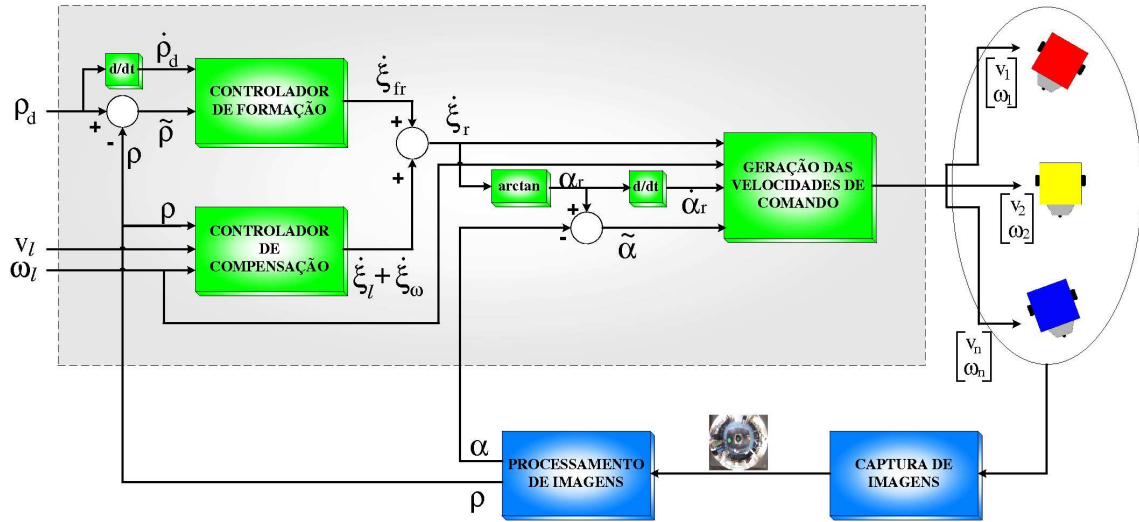 ρ̇d
d/dt
CONTROLADOR
DE FORMAÇÃO
ξ̇fr
ρd
+
-
ρ̃
ρ
+
+
ξ̇r
ρ
CONTROLADOR
DE
COMPENSAÇÃO
vl
ωl
ξ̇l + ξ̇ω
arctan
αr
d/dt
α̇r
+
-
α̃
GERAÇÃO DAS
VELOCIDADES DE
COMANDO
v1
ω1
v2
ω2
vn
ωn
α
PROCESSAMENTO
DE IMAGENS
ρ
CAPTURA DE
IMAGENS